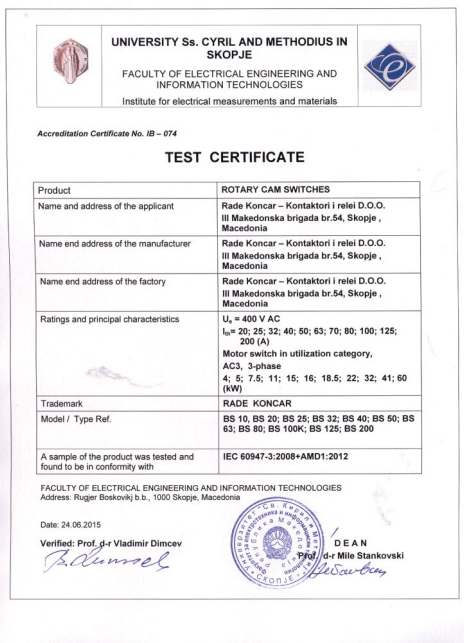 UNIVERSITY Ss. CYRIL AND METHODIUS IN
SKOPJE
FACULTY OF ELECTRICAL ENGINEERING AND
INFORMATION TECHNOLOGIES
Institute for electrical measurements and materials
Accreditation Certificate No. IB – 074
TEST CERTIFICATE
Product
ROTARY CAM SWITCHES
Name and address of the applicant
Rade Koncar – Kontaktori i relei D.O.O.
III Makedonska brigada br.54, Skopje ,
Macedonia
Name end address of the manufacturer
Rade Koncar – Kontaktori i relei D.O.O.
III Makedonska brigada br.54, Skopje ,
Macedonia
Name end address of the factory
Rade Koncar – Kontaktori i relei D.O.O.
III Makedonska brigada br.54, Skopje ,
Macedonia
Ratings and principal characteristics
Ue = 400 V AC
Ith= 20; 25; 32; 40; 50; 63; 70; 80; 100; 125;
200 (A)
Motor switch in utilization category,
AC3, 3-phase
4; 5; 7.5; 11; 15; 16; 18.5; 22; 32; 41; 60
(kW)
Trademark
RADE KONCAR
Model / Type Ref.
BS 10, BS 20; BS 25; BS 32; BS 40; BS 50; BS
63; BS 80; BS 100K; BS 125; BS 200
A sample of the product was tested and
found to be in conformity with
IEC 60947-3:2008+AMD1:2012
FACULTY OF ELECTRICAL ENGINEERING AND INFORMATION TECHNOLOGIES
Address: Rugjer Boskovikj b.b., 1000 Skopje, Macedonia
Date: 24.06.2015
Verified: Prof. d-r Vladimir Dimcev
D E A N
Prof. d-r Mile Stankovski
СКОПЈЕ